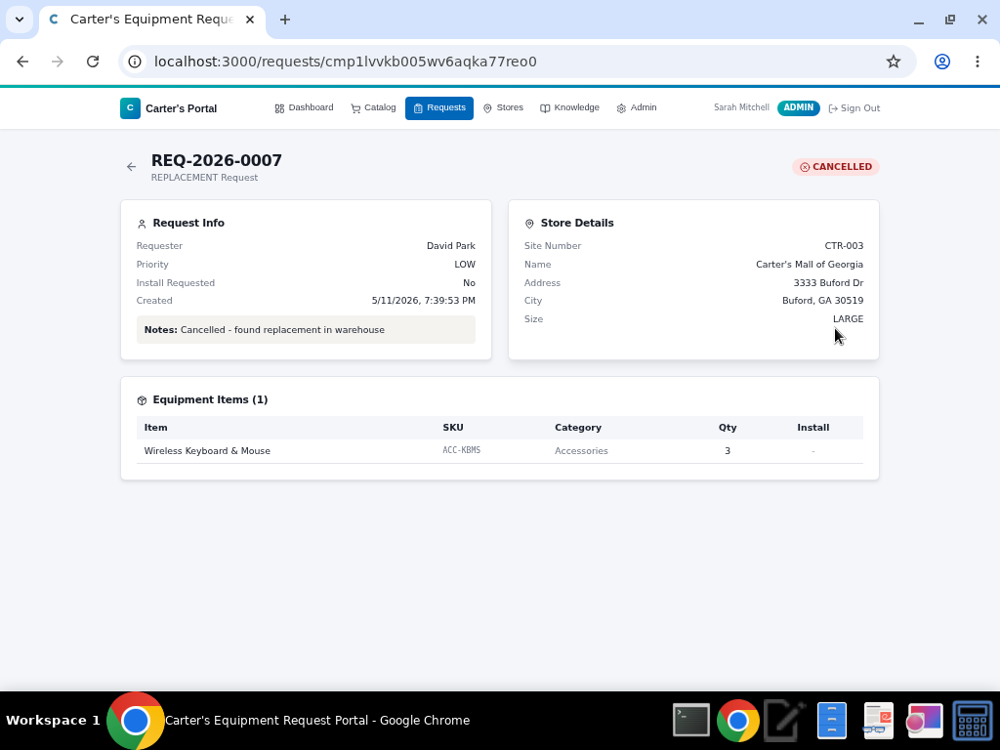 Carter's Equipment Reque
localhost:3000/requests/cmp1lvvkb005wv6aqka77reo0
C Carter's Portal Dashboard Catalog Requests Stores Knowledge Admin Sarah Mitchell ADMIN Sign Out
REQ-2026-0007
REPLACEMENT Request
CANCELLED
Request Info
Requester David Park
Priority LOW
Install Requested No
Created 5/11/2026, 7:39:53 PM
Notes: Cancelled - found replacement in warehouse
Store Details
Site Number CTR-003
Name Carter's Mall of Georgia
Address 3333 Buford Dr
City Buford, GA 30519
Size LARGE
Equipment Items (1)
Item SKU Category Qty Install
Wireless Keyboard & Mouse ACC-KBMS Accessories 3 -
Workspace 1 Carter's Equipment Request Portal - Google Chrome